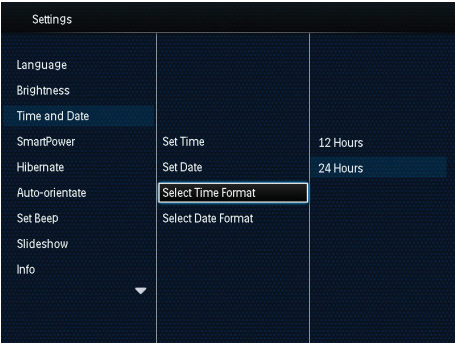 Settings
Language
Brightness
Time and Date
SmartPower
Hibernate
Auto-orientate
Set Beep
Slideshow
Info
Set Time
Set Date
Select Time Format
Select Date Format
12 Hours
24 Hours